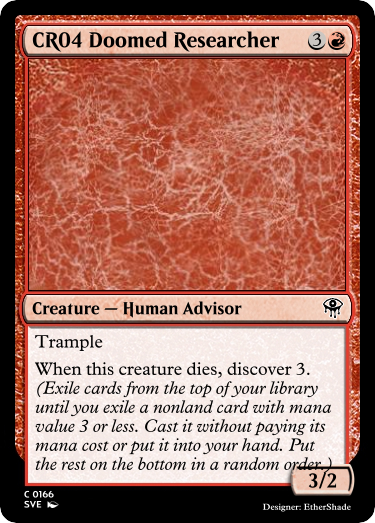 CR04 Doomed Researcher 3
Creature — Human Advisor
Trample
When this creature dies, discover 3.
(Exile cards from the top of your library
until you exile a nonland card with mana
value 3 or less. Cast it without paying its
mana cost or put it into your hand. Put
the rest on the bottom in a random order.)
3/2
C 0166
SVE
Designer: EtherShade